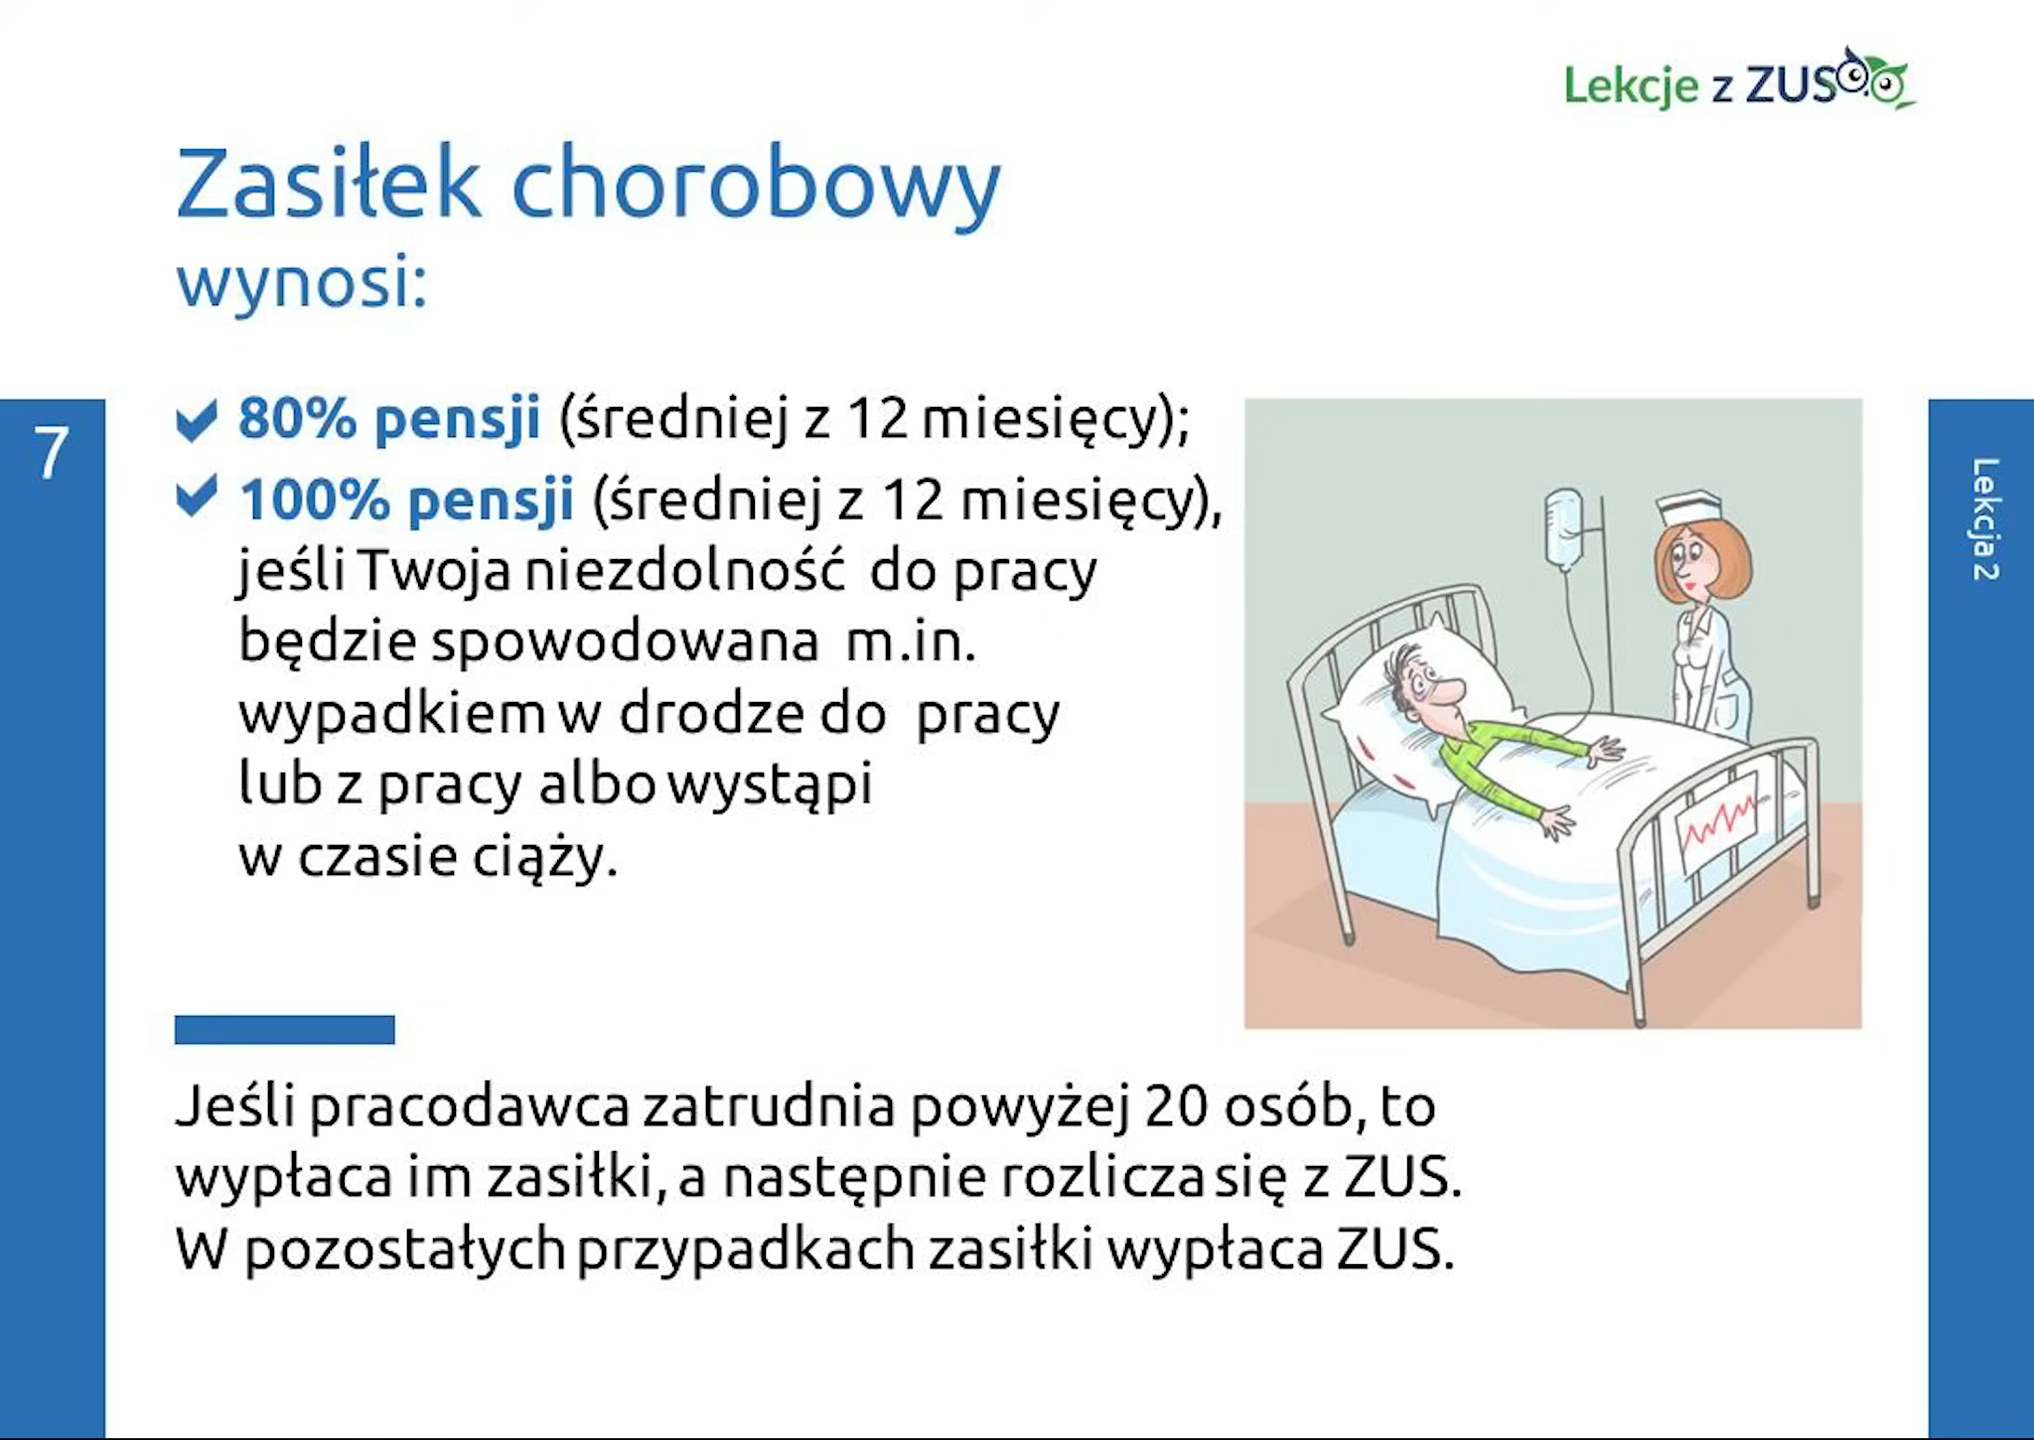 Lekcje z ZUS
Zasiłek chorobowy
wynosi:
7
80% pensji (średniej z 12 miesięcy);
100% pensji (średniej z 12 miesięcy),
jeśli Twoja niezdolność do pracy
będzie spowodowana m.in.
wypadkiem w drodze do pracy
lub z pracy albo wystąpi
w czasie ciąży.
Lekcja 2
Jeśli pracodawca zatrudnia powyżej 20 osób, to
wypłaca im zasiłki, a następnie rozlicza się z ZUS.
W pozostałych przypadkach zasiłki wypłaca ZUS.